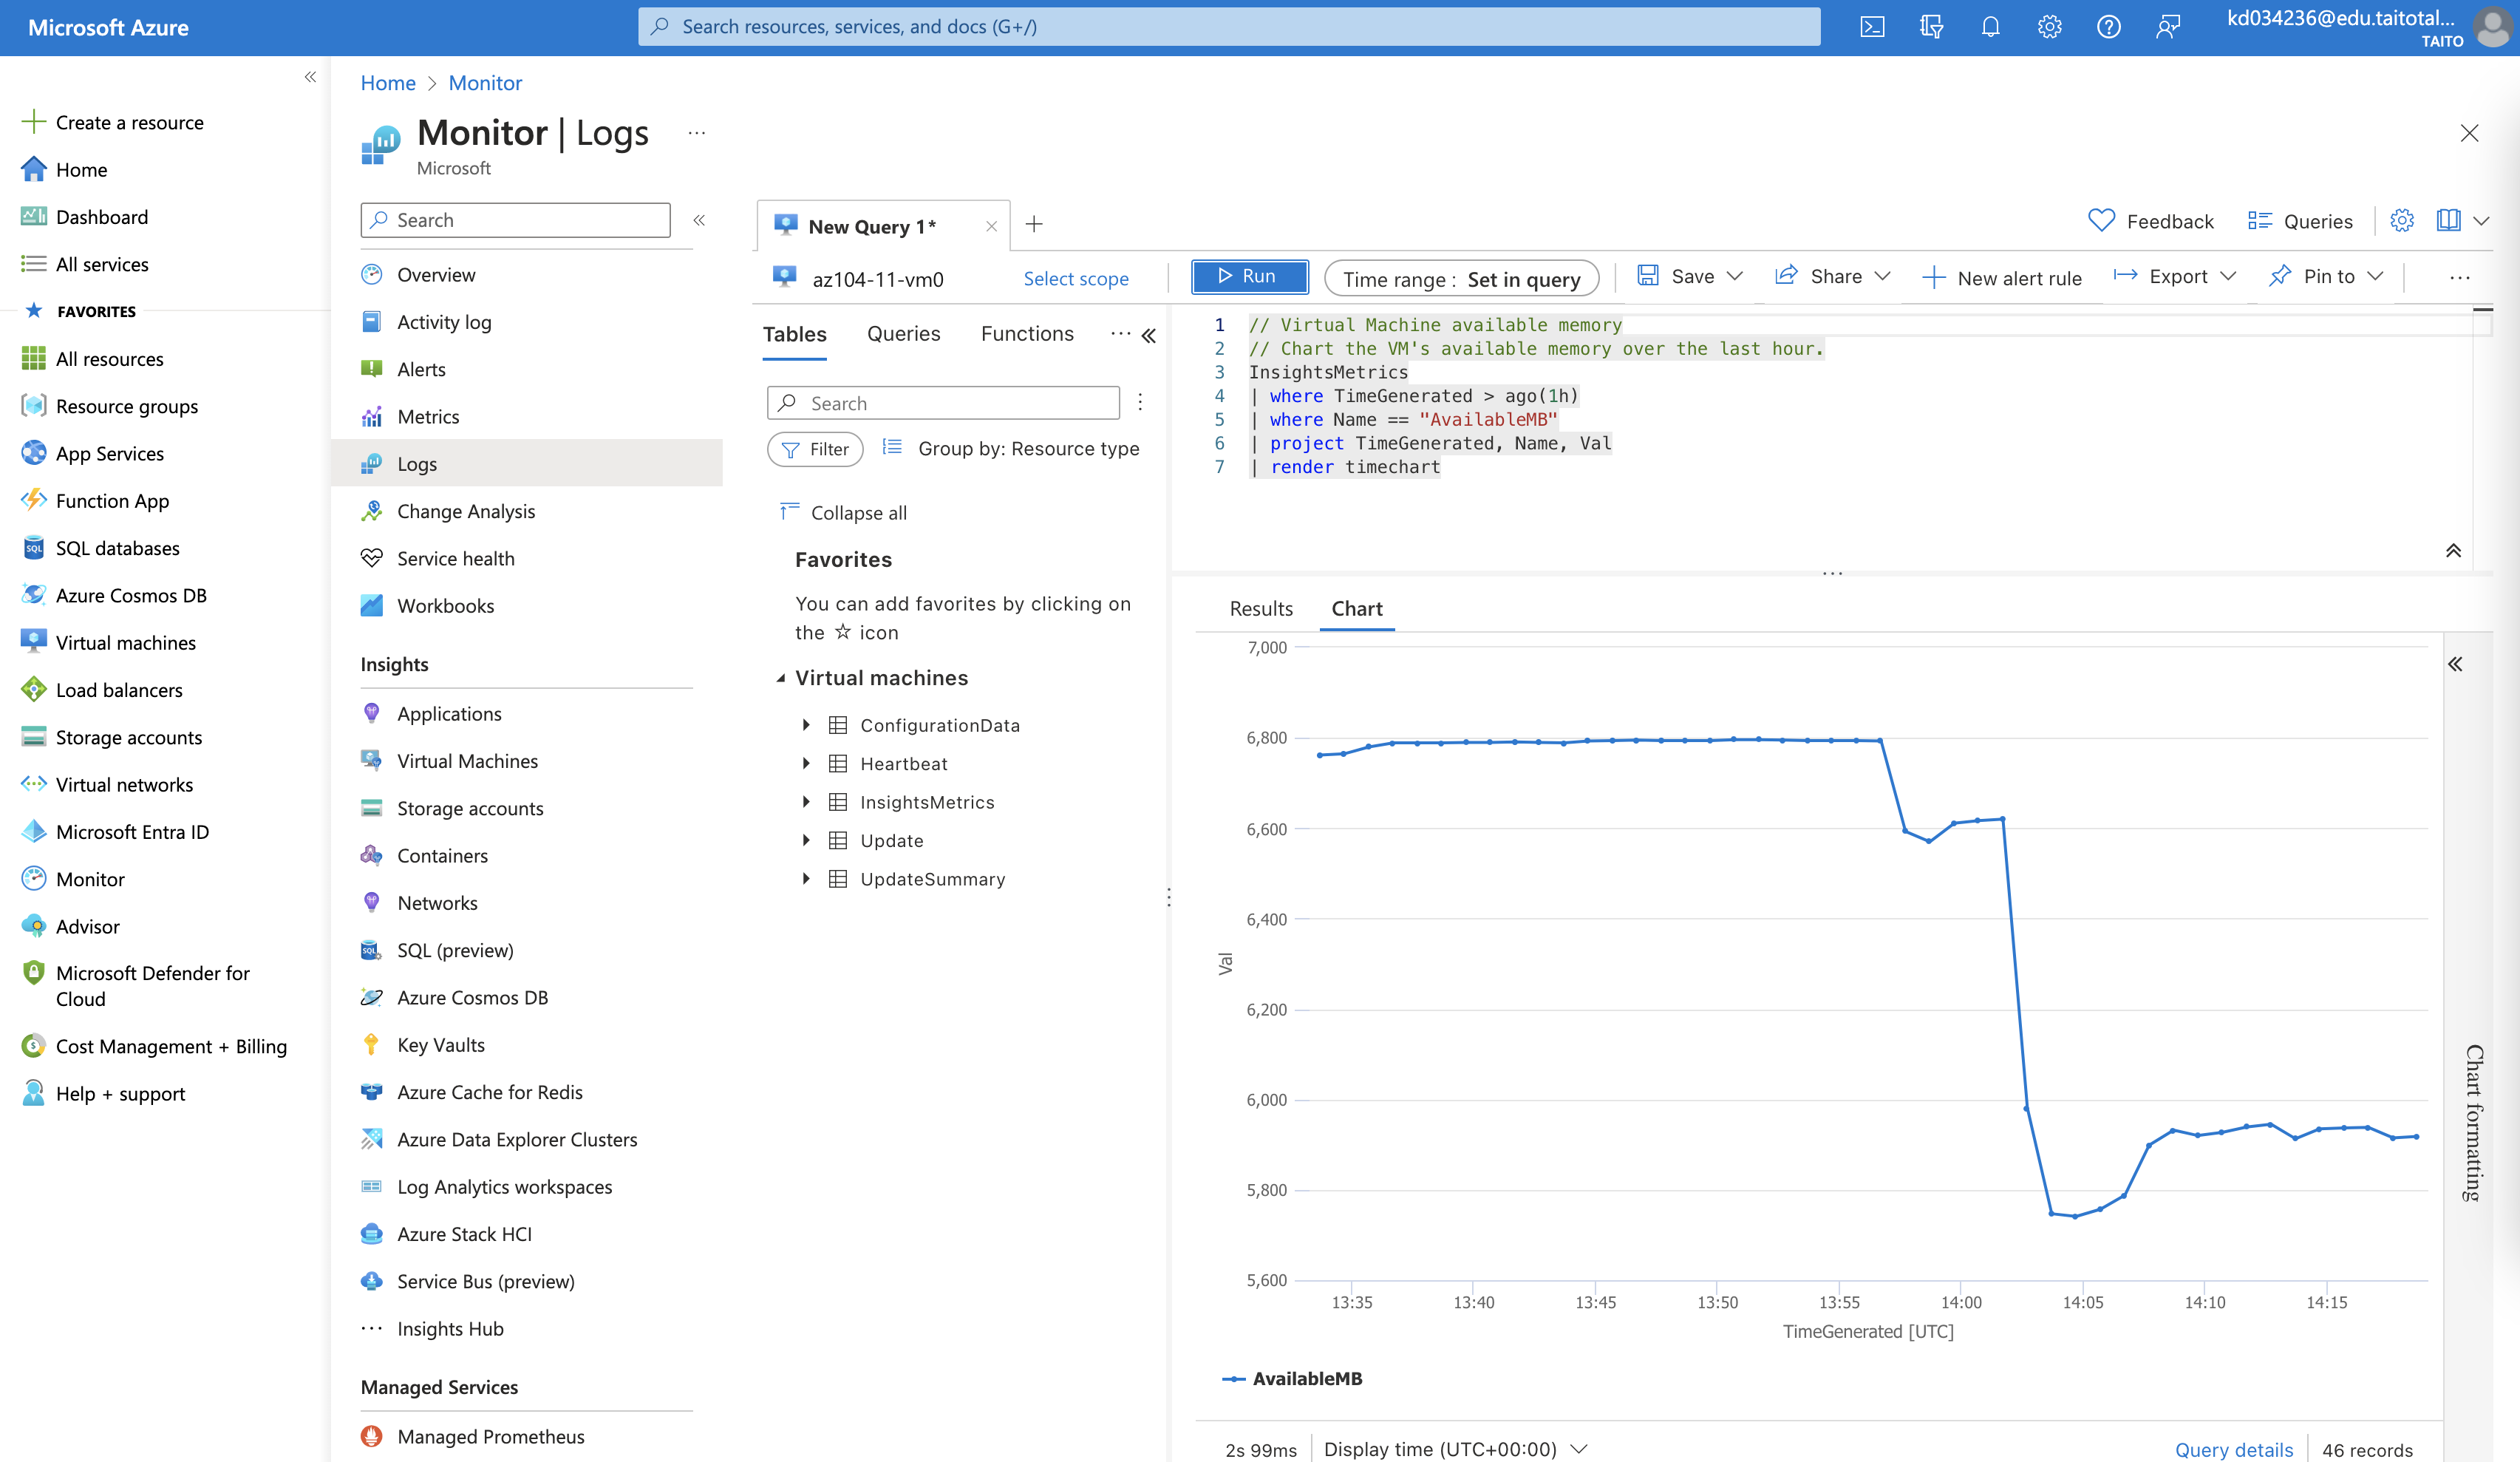 Microsoft Azure
Search resources, services, and docs (G+/)
kd034236@edu.taitotal...
TAITO
Create a resource
Home
Dashboard
All services
FAVORITES
All resources
Resource groups
App Services
Function App
SQL databases
Azure Cosmos DB
Virtual machines
Load balancers
Storage accounts
Virtual networks
Microsoft Entra ID
Monitor
Advisor
Microsoft Defender for
Cloud
Cost Management + Billing
Help + support
Home > Monitor
Monitor | Logs ...
Microsoft
Search
Overview
Activity log
Alerts
Metrics
Logs
Change Analysis
Service health
Workbooks
Insights
Applications
Virtual Machines
Storage accounts
Containers
Networks
SQL (preview)
Azure Cosmos DB
Key Vaults
Azure Cache for Redis
Azure Data Explorer Clusters
Log Analytics workspaces
Azure Stack HCI
Service Bus (preview)
Insights Hub
Managed Services
Managed Prometheus
New Query 1*
Feedback
Queries
az104-11-vm0
Select scope
Run
Time range : Set in query
Save
Share
New alert rule
Export
Pin to
Tables
Queries
Functions
Search
Filter
Group by: Resource type
Collapse all
Favorites
You can add favorites by clicking on
the ☆ icon
Virtual machines
ConfigurationData
Heartbeat
InsightsMetrics
Update
UpdateSummary
1 // Virtual Machine available memory
2 // Chart the VM's available memory over the last hour.
3 InsightsMetrics
4 | where TimeGenerated > ago(1h)
5 | where Name == "AvailableMB"
6 | project TimeGenerated, Name, Val
7 | render timechart
Results
Chart
7,000
6,800
6,600
6,400
6,200
6,000
5,800
5,600
Val
13:35
13:40
13:45
13:50
13:55
14:00
14:05
14:10
14:15
TimeGenerated [UTC]
AvailableMB
Chart formatting
2s 99ms
Display time (UTC+00:00)
Query details
46 records
SQL
SQL